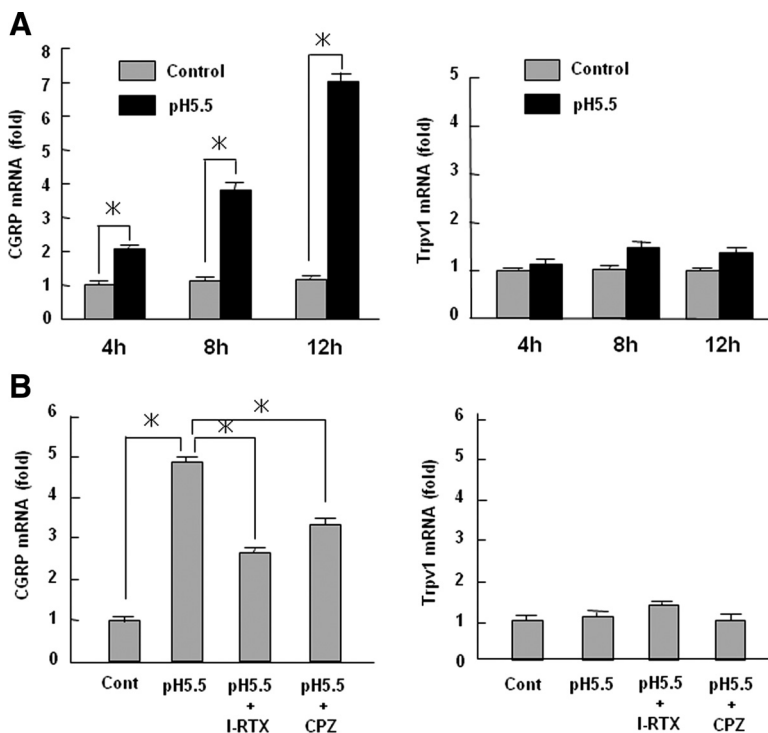 A
CGRP mRNA (fold)
8
7
6
5
4
3
2
1
0
Control
pH5.5
*
*
*
4h 8h 12h
Trpv1 mRNA (fold)
5
4
3
2
1
0
Control
pH5.5
4h 8h 12h
B
CGRP mRNA (fold)
6
5
4
3
2
1
0
*
*
*
Cont pH5.5 pH5.5 pH5.5
+ +
I-RTX CPZ
Trpv1 mRNA (fold)
6
5
4
3
2
1
0
Cont pH5.5 pH5.5 pH5.5
+ +
I-RTX CPZ